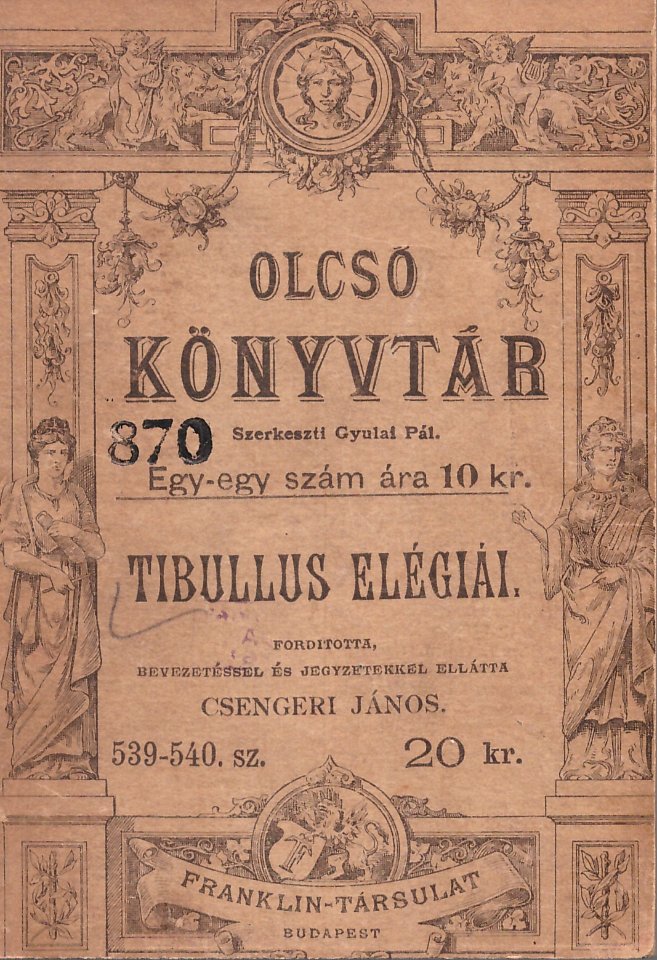 OLCSÓ
KÖNYVTÁR
870
Szerkeszti Gyulai Pál.
Egy-egy szám ára 10 kr.
TIBULLUS ELÉGIÁI.
FORDITOTTA,
BEVEZETÉSSEL ÉS JEGYZETEKKEL ELLÁTTA
CSENGERI JÁNOS.
539-540. sz. 20 kr.
F
FRANKLIN-TÁRSULAT
BUDAPEST